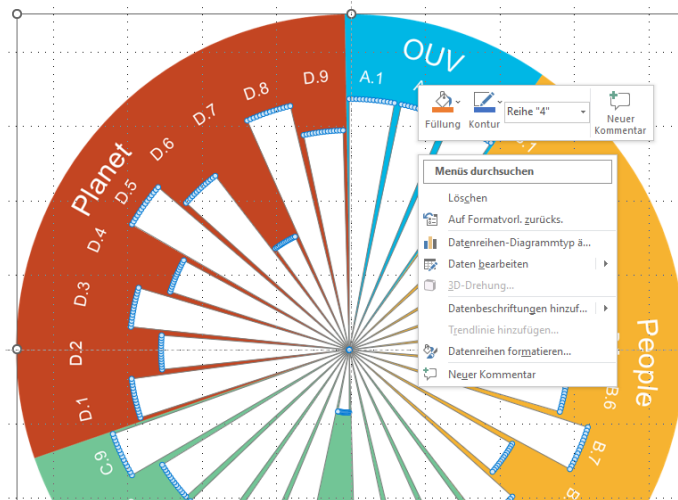 OUV
A.1
D.9
D.8
D.7
D.6
D.5
D.4
D.3
D.2
D.1
C.9
Planet
Füllung
Kontur
Reihe "4"
Neuer
Kommentar
Menüs durchsuchen
Löschen
Auf Formatvorl. zurücks.
Datenreihen-Diagrammtyp ä...
Daten bearbeiten
3D-Drehung...
Datenbeschriftungen hinzuf...
Trendlinie hinzufügen...
Datenreihen formatieren...
Neuer Kommentar
People
B.6
B.7